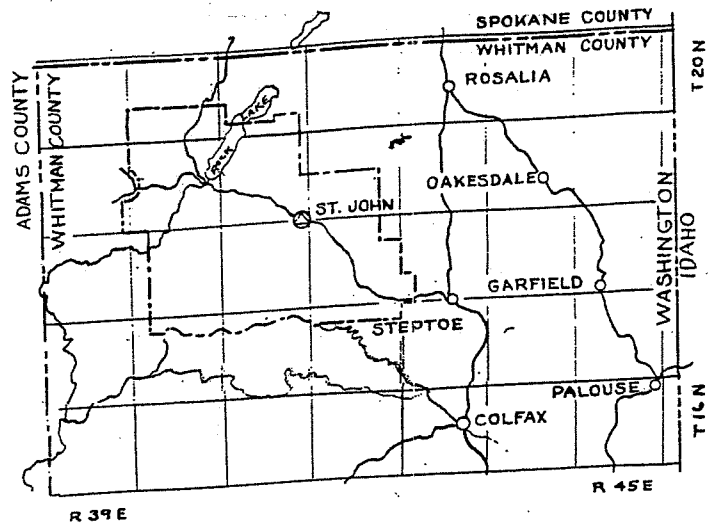 SPOKANE COUNTY
WHITMAN COUNTY
T20N
ADAMS COUNTY
WHITMAN COUNTY
ROSALIA
ROCK LAKE
OAKESDALE
ST. JOHN
WASHINGTON
IDAHO
GARFIELD
STEPTOE
PALOUSE
T16N
COLFAX
R 39E
R 45E